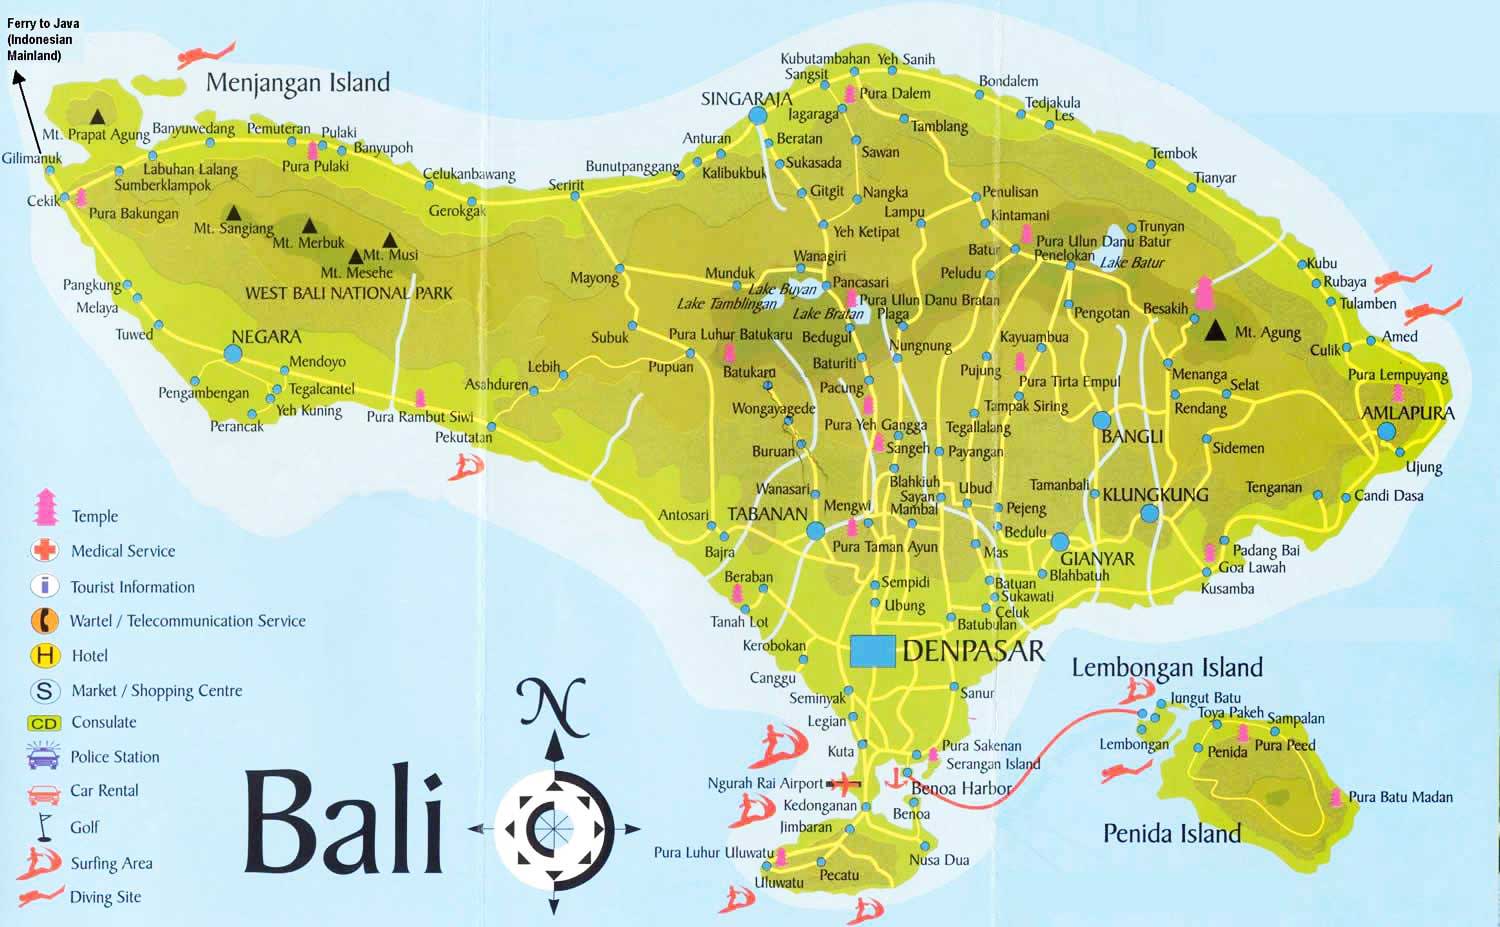 Ferry to Java
(Indonesian
Mainland)
Menjangan Island
Mt. Prapat Agung
Banyuwedang
Pemuteran
Pulaki
Banyupoh
Gilimanuk
Labuhan Lalang
Pura Pulaki
Sumberklampok
Celukanbawang
Cekik
Pura Bakungan
Gerokgak
Seririt
Mt. Sangiang
Mt. Merbuk
Mt. Musi
Mt. Mesehe
WEST BALI NATIONAL PARK
Pangkung
Melaya
Tuwed
NEGARA
Mendoyo
Pengambengan
Tegalcantel
Yeh Kuning
Perancak
Pura Rambut Siwi
Pekutatan
Asahduren
Lebih
Kubutambahan
Yeh Sanih
Sangsit
Bondalem
SINGARAJA
Pura Dalem
Jagaraga
Tamblang
Tedjakula
Les
Anturan
Beratan
Bunutpanggang
Kalibukbuk
Sukasada
Sawan
Tembok
Tianyar
Gitgit
Nangka
Penulisan
Lampu
Kintamani
Yeh Ketipat
Trunyan
Pura Ulun Danu Batur
Batur
Penelokan
Lake Batur
Mayong
Munduk
Wanagiri
Lake Buyan
Pancasari
Peludu
Kubu
Rubaya
Tulamben
Lake Tamblingan
Pura Ulun Danu Bratan
Lake Bratan
Plaga
Pengotan
Besakih
Mt. Agung
Subuk
Pura Luhur Batukaru
Bedugul
Nungnung
Kayuambua
Culik
Amed
Pupuan
Batukaru
Baturiti
Pujung
Pura Tirta Empul
Menanga
Selat
Pura Lempuyang
Pacung
Wongayagede
Tampak Siring
Rendang
AMLAPURA
Pura Yeh Gangga
Tegallalang
BANGLI
Sangeh
Payangan
Sidemen
Ujung
Buruan
Blahkiuh
Wanasari
Sayan
Ubud
Tamanbali
KLUNGKUNG
Tenganan
Candi Dasa
Antosari
TABANAN
Mengwi
Mambal
Pejeng
Bedulu
Bajra
Pura Taman Ayun
Mas
GIANYAR
Padang Bai
Goa Lawah
Beraban
Sempidi
Batuan
Blahbatuh
Kusamba
Ubung
Sukawati
Celuk
Tanah Lot
Batubulan
Kerobokan
DENPASAR
Canggu
Seminyak
Sanur
Legian
Kuta
Pura Sakenan
Serangan Island
Ngurah Rai Airport
Benoa Harbor
Kedonganan
Benoa
Jimbaran
Pura Luhur Uluwatu
Nusa Dua
Uluwatu
Pecatu
Lembongan Island
Jungut Batu
Toya Pakeh
Sampalan
Lembongan
Penida
Pura Peed
Pura Batu Madan
Penida Island
Temple
Medical Service
i
Tourist Information
Wartel / Telecommunication Service
H
Hotel
S
Market / Shopping Centre
CD
Consulate
Police Station
Car Rental
Golf
Surfing Area
Diving Site
N
Bali